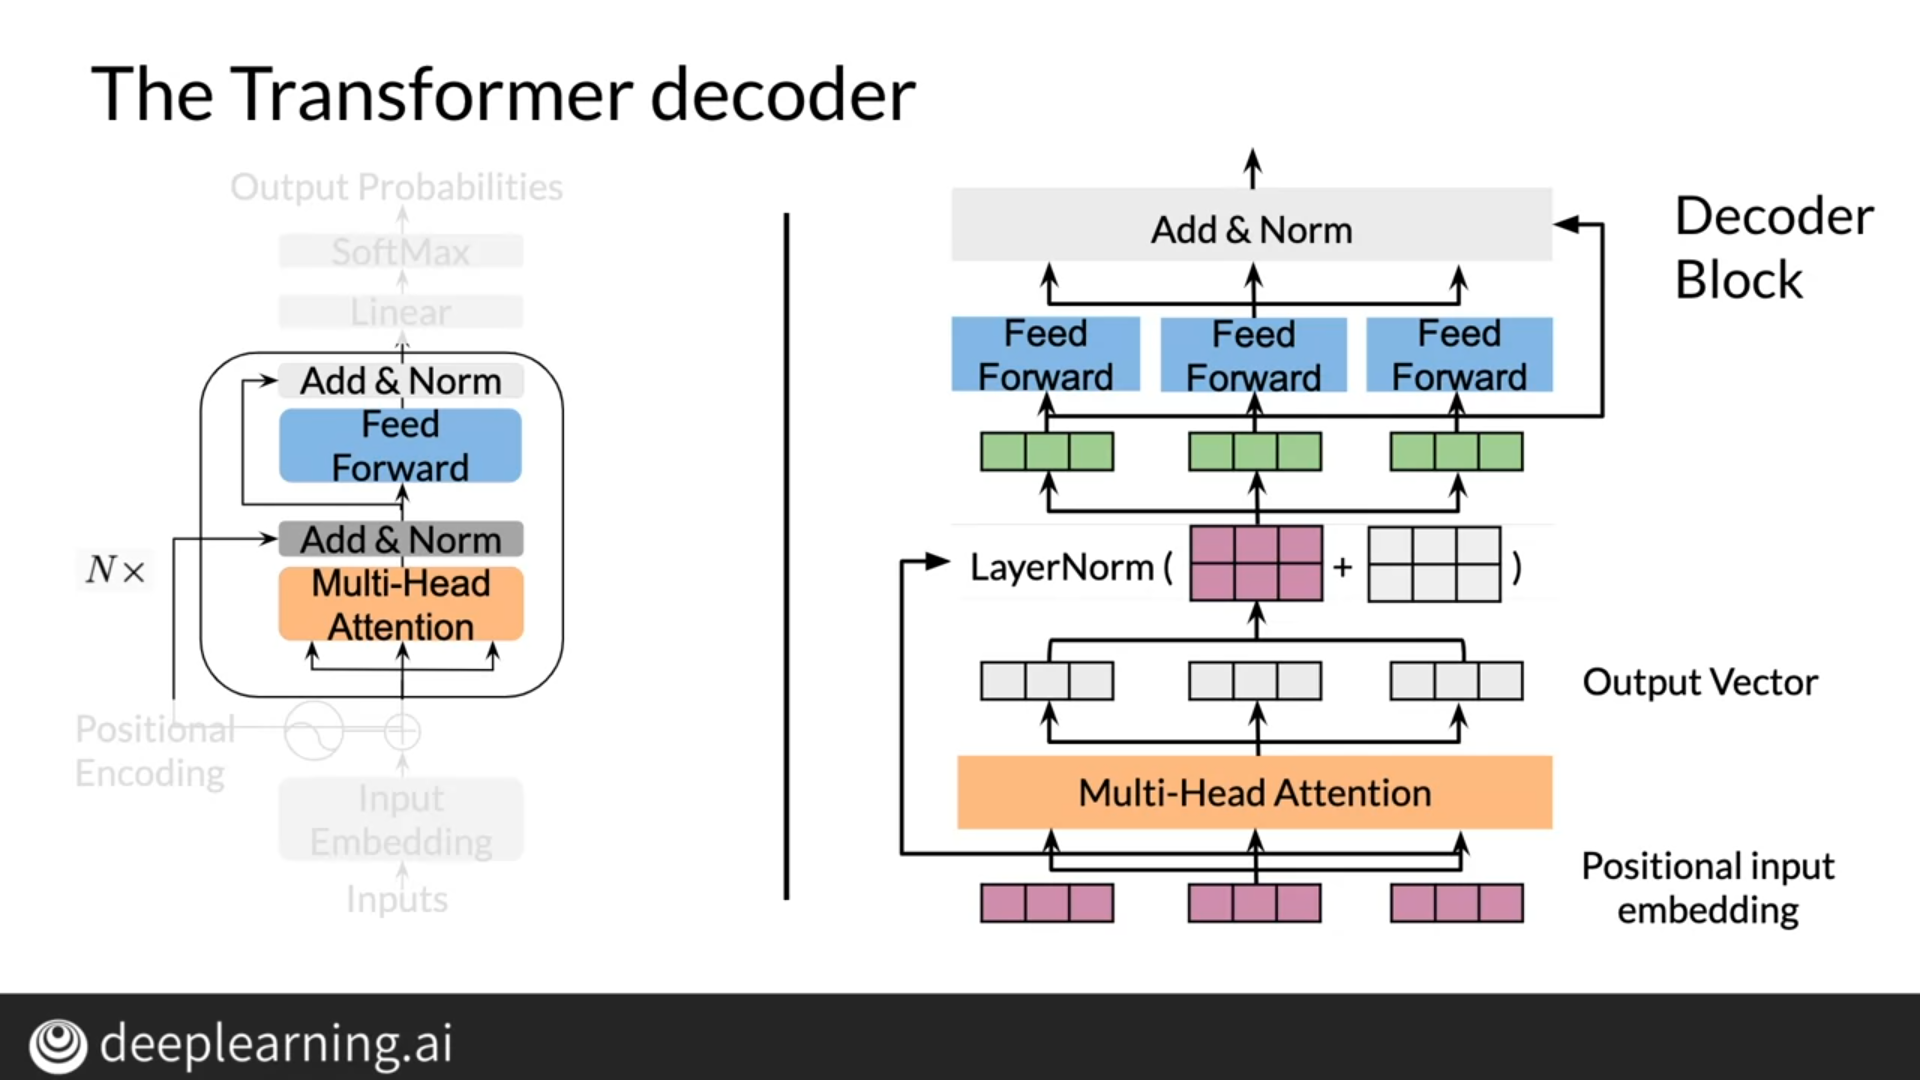 The Transformer decoder
Output Probabilities
SoftMax
Linear
Add & Norm
Feed
Forward
Add & Norm
N×
Multi-Head
Attention
Positional
Encoding
Input
Embedding
Inputs
Decoder
Block
Add & Norm
Feed
Forward
Feed
Forward
Feed
Forward
LayerNorm ( + )
Output Vector
Multi-Head Attention
Positional input
embedding
deeplearning.ai